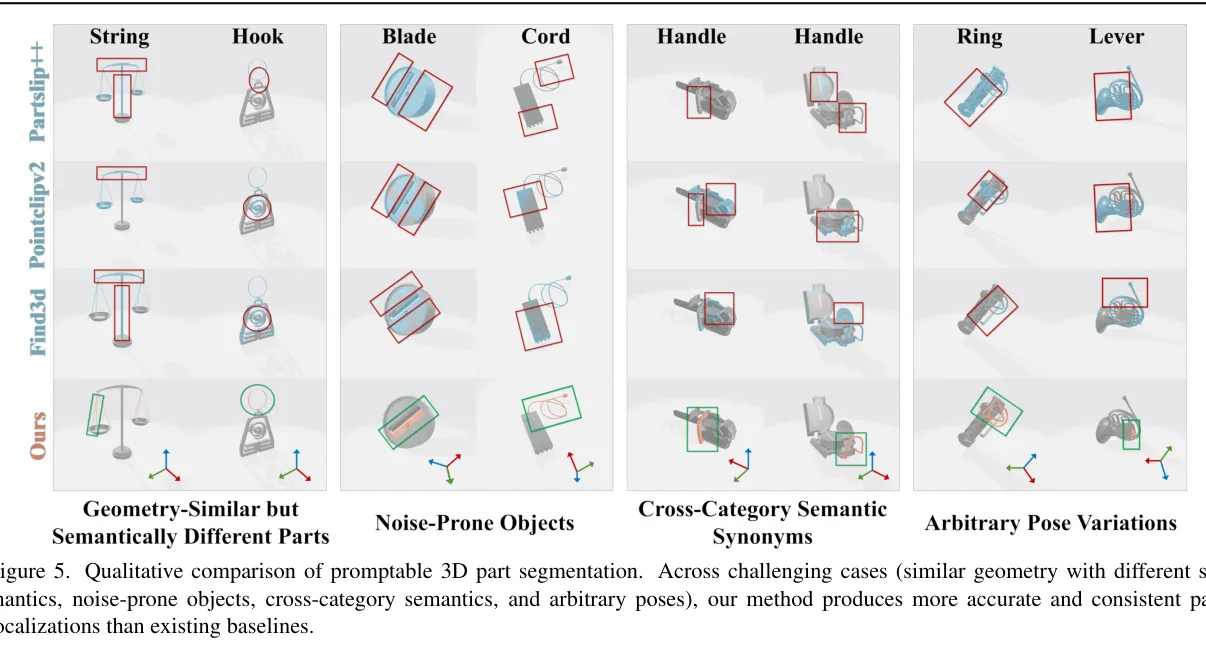 String Hook Blade Cord Handle Handle Ring Lever
Partslip++
Pointclipv2
Find3d
Ours
Geometry-Similar but
Semantically Different Parts
Noise-Prone Objects
Cross-Category Semantic
Synonyms
Arbitrary Pose Variations
igure 5. Qualitative comparison of promptable 3D part segmentation. Across challenging cases (similar geometry with different s
nantics, noise-prone objects, cross-category semantics, and arbitrary poses), our method produces more accurate and consistent pa
ocalizations than existing baselines.